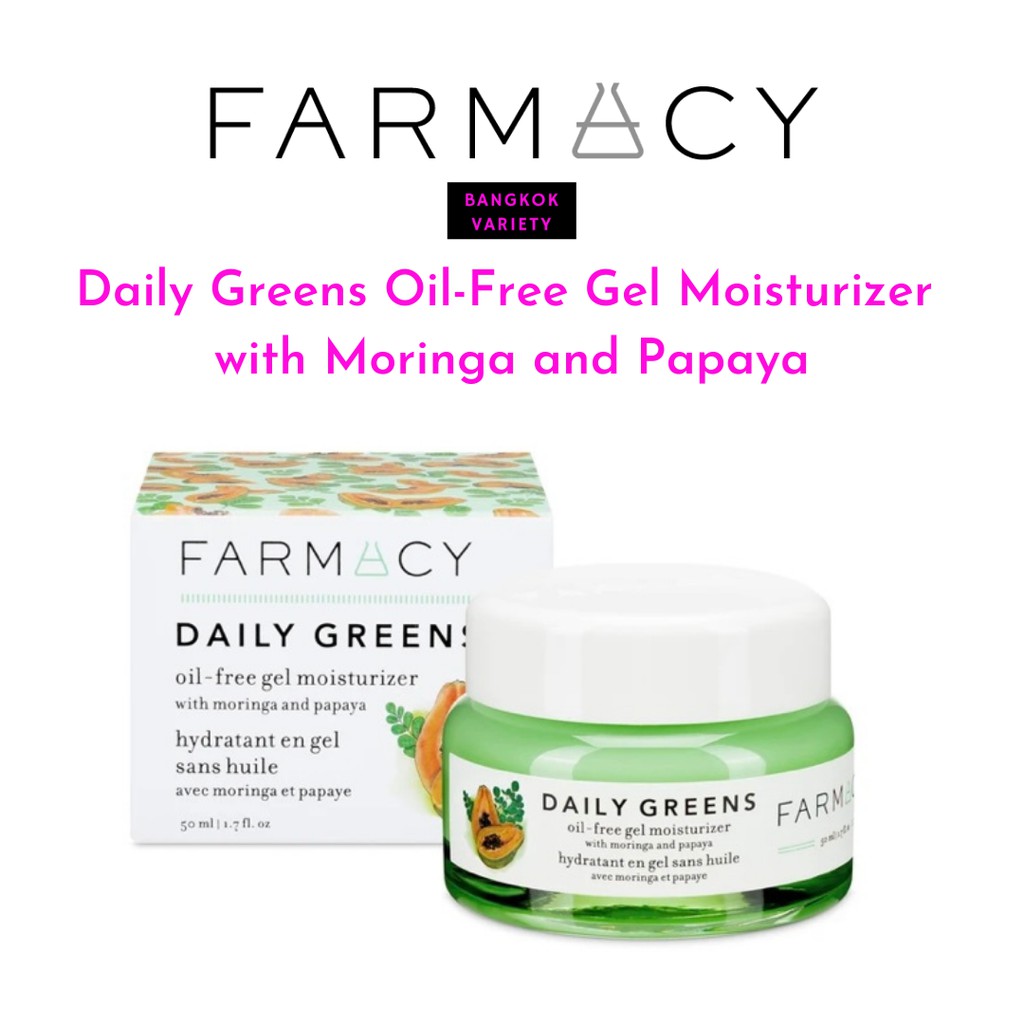 FARMACY
BANGKOK
VARIETY
Daily Greens Oil-Free Gel Moisturizer
with Moringa and Papaya
FARMACY
DAILY GREENS
oil-free gel moisturizer
with moringa and papaya
hydratant en gel
sans huile
avec moringa et papaye
50 ml | 1.7 fl. oz
DAILY GREENS
oil-free gel moisturizer
with moringa and papaya
hydratant en gel sans huile
avec moringa et papaye
FARMAC